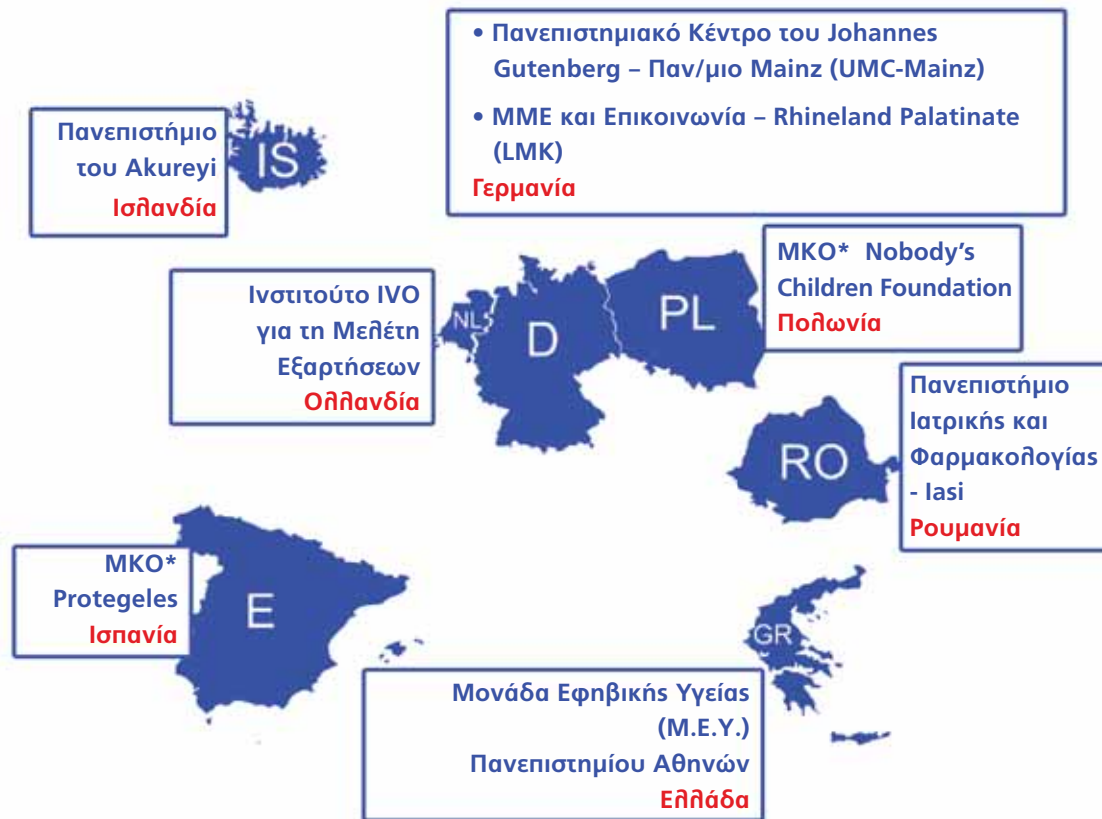 • Πανεπιστημιακό Κέντρο του Johannes
Gutenberg – Παν/μιο Mainz (UMC-Mainz)
• ΜΜΕ και Επικοινωνία – Rhineland Palatinate
(LMK)
Γερμανία
Πανεπιστήμιο
του Akureyi
Ισλανδία
IS
Ινστιτούτο IVO
για τη Μελέτη
Εξαρτήσεων
Ολλανδία
NL
D
PL
ΜΚΟ* Nobody's
Children Foundation
Πολωνία
RO
Πανεπιστήμιο
Ιατρικής και
Φαρμακολογίας
- Iasi
Ρουμανία
ΜΚΟ*
Protegeles
Ισπανία
E
GR
Μονάδα Εφηβικής Υγείας
(Μ.Ε.Υ.)
Πανεπιστημίου Αθηνών
Ελλάδα